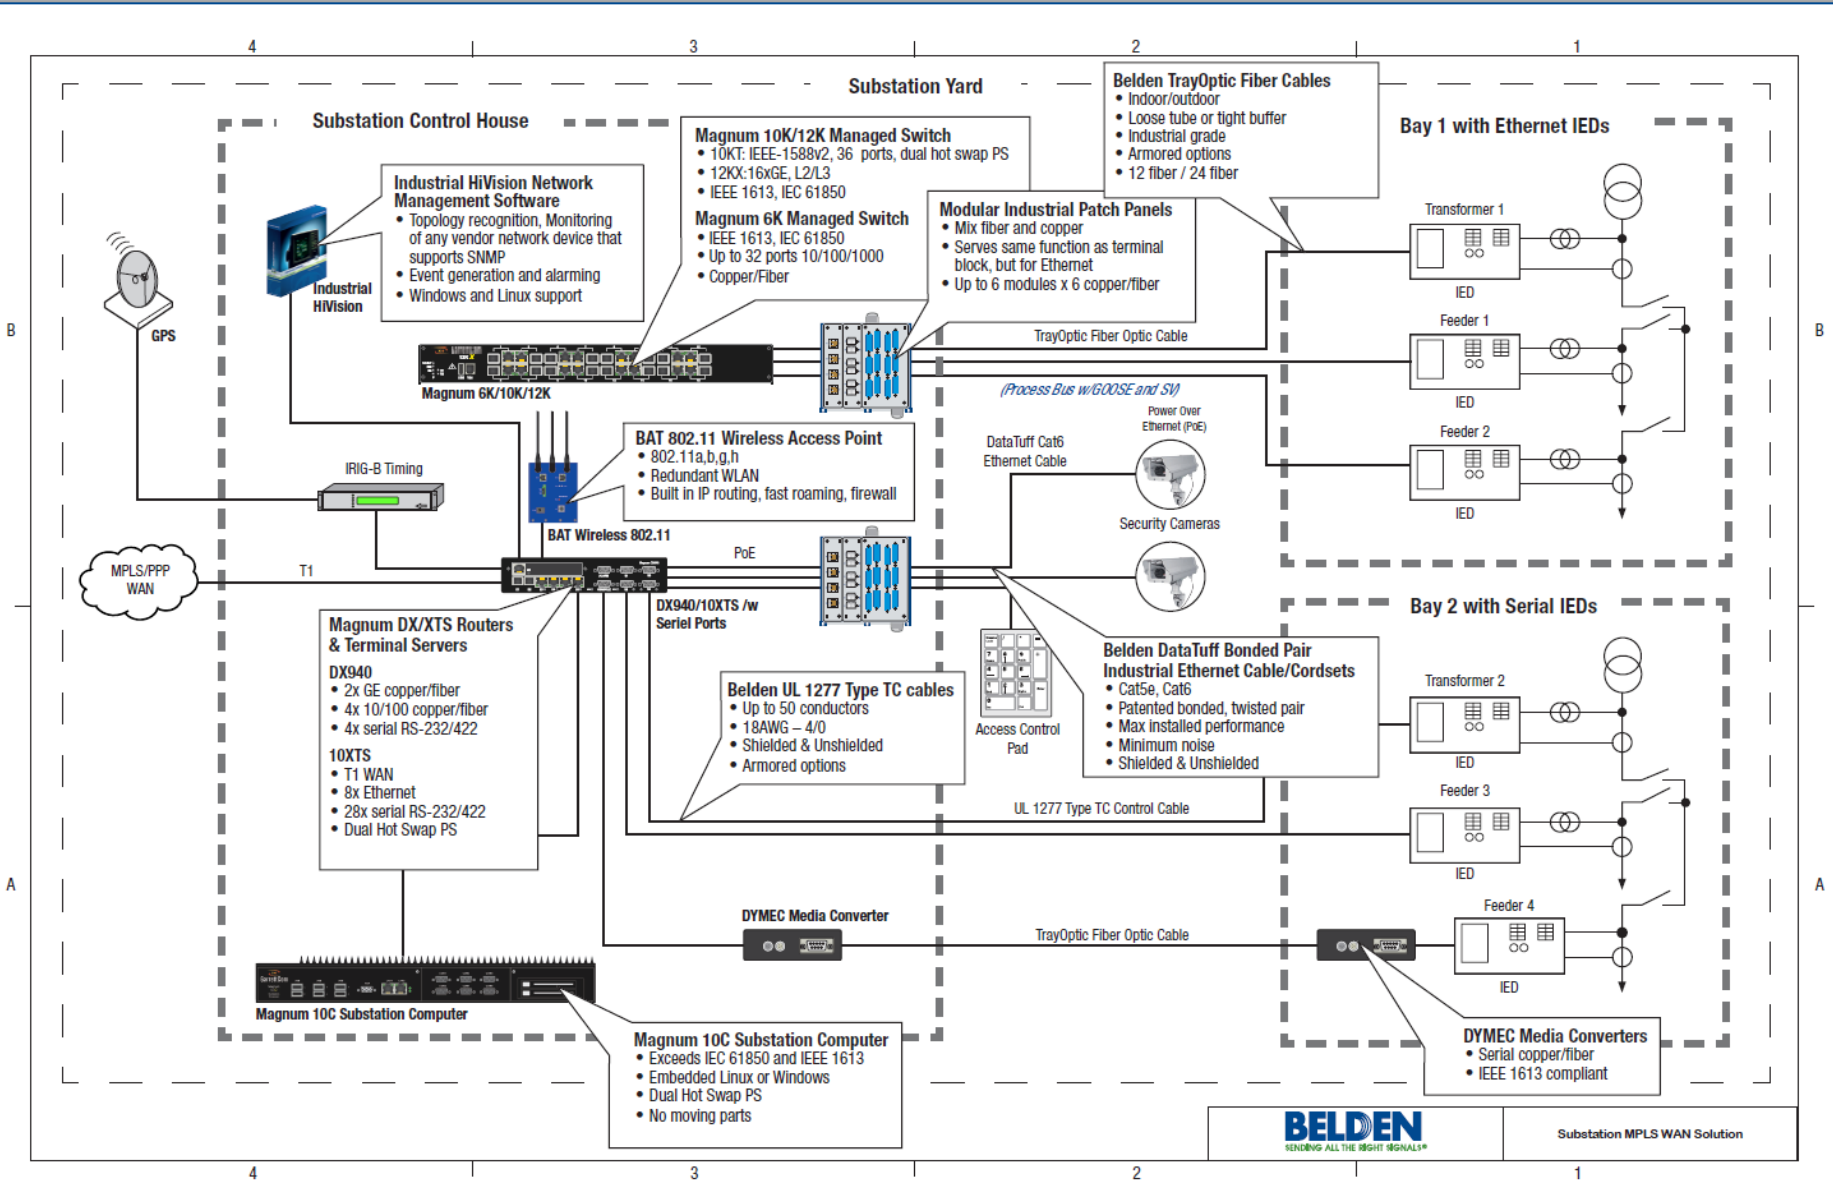 4
3
2
1
Substation Yard
Substation Control House
Bay 1 with Ethernet IEDs
Belden TrayOptic Fiber Cables
• Indoor/outdoor
• Loose tube or tight buffer
• Industrial grade
• Armored options
• 12 fiber / 24 fiber
Magnum 10K/12K Managed Switch
• 10KT: IEEE-1588v2, 36 ports, dual hot swap PS
• 12KX:16xGE, L2/L3
• IEEE 1613, IEC 61850
Magnum 6K Managed Switch
• IEEE 1613, IEC 61850
• Up to 32 ports 10/100/1000
• Copper/Fiber
Industrial HiVision Network
Management Software
• Topology recognition, Monitoring
of any vendor network device that
supports SNMP
• Event generation and alarming
• Windows and Linux support
Modular Industrial Patch Panels
• Mix fiber and copper
• Serves same function as terminal
block, but for Ethernet
• Up to 6 modules x 6 copper/fiber
Industrial
HiVision
GPS
B
B
Transformer 1
IED
Feeder 1
IED
Feeder 2
IED
TrayOptic Fiber Optic Cable
(Process Bus w/GOOSE and SV)
Magnum 6K/10K/12K
Power Over
Ethernet (PoE)
DataTuff Cat6
Ethernet Cable
Security Cameras
BAT 802.11 Wireless Access Point
• 802.11a,b,g,h
• Redundant WLAN
• Built in IP routing, fast roaming, firewall
IRIG-B Timing
BAT Wireless 802.11
PoE
MPLS/PPP
WAN
T1
DX940/10XTS /w
Seriel Ports
Bay 2 with Serial IEDs
Magnum DX/XTS Routers
& Terminal Servers
DX940
• 2x GE copper/fiber
• 4x 10/100 copper/fiber
• 4x serial RS-232/422
10XTS
• T1 WAN
• 8x Ethernet
• 28x serial RS-232/422
• Dual Hot Swap PS
Belden UL 1277 Type TC cables
• Up to 50 conductors
• 18AWG – 4/0
• Shielded & Unshielded
• Armored options
Access Control
Pad
Belden DataTuff Bonded Pair
Industrial Ethernet Cable/Cordsets
• Cat5e, Cat6
• Patented bonded, twisted pair
• Max installed performance
• Minimum noise
• Shielded & Unshielded
Transformer 2
IED
Feeder 3
IED
UL 1277 Type TC Control Cable
A
A
Feeder 4
IED
DYMEC Media Converter
TrayOptic Fiber Optic Cable
Magnum 10C Substation Computer
Magnum 10C Substation Computer
• Exceeds IEC 61850 and IEEE 1613
• Embedded Linux or Windows
• Dual Hot Swap PS
• No moving parts
DYMEC Media Converters
• Serial copper/fiber
• IEEE 1613 compliant
BELDEN
SENDING ALL THE RIGHT SIGNALS®
Substation MPLS WAN Solution
4
3
2
1